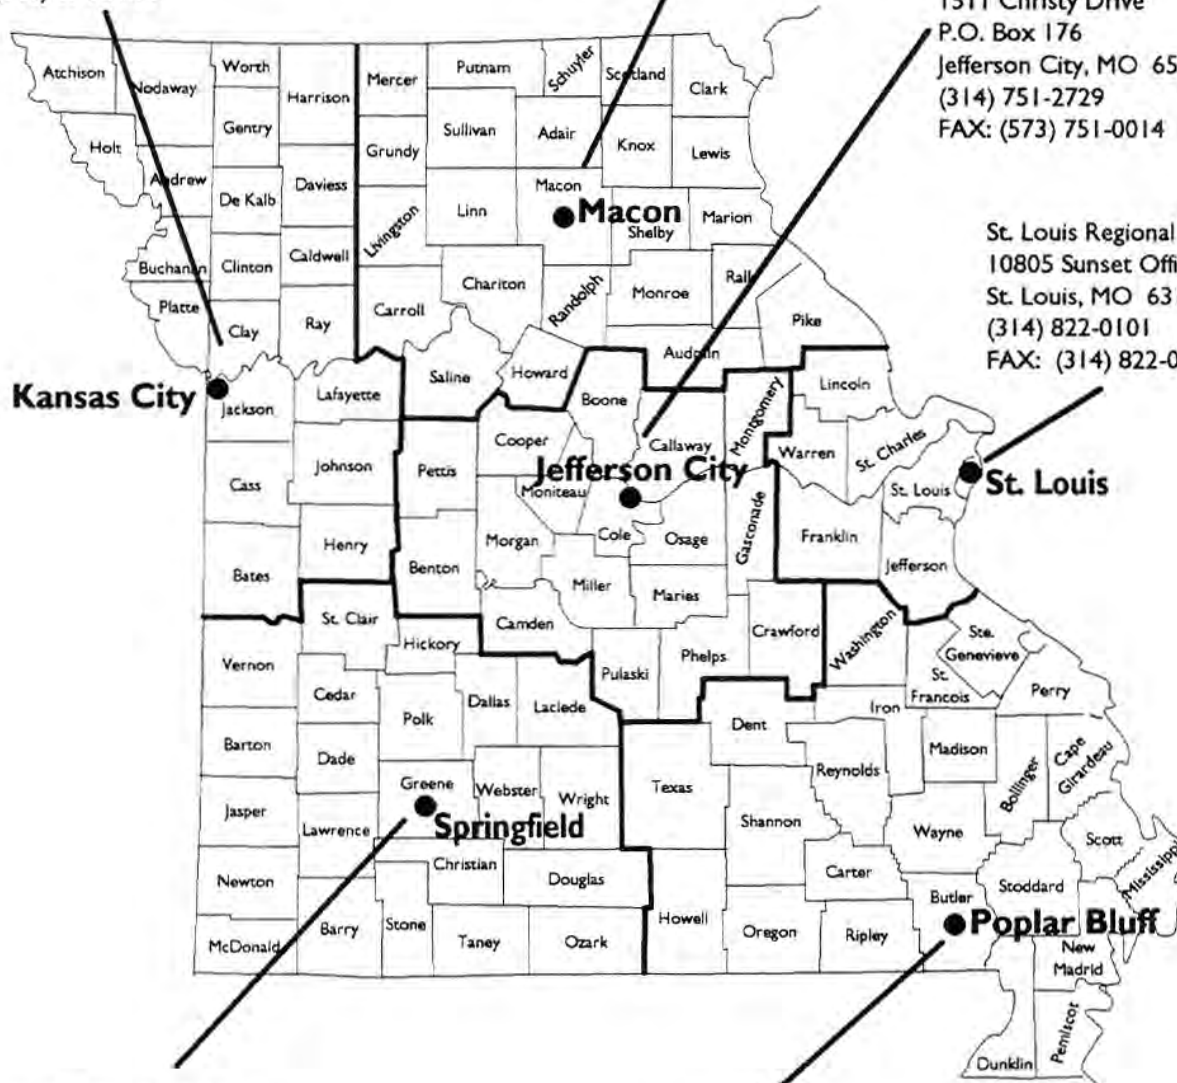 1511 Christy Drive
P.O. Box 176
Jefferson City, MO 65
(314) 751-2729
FAX: (573) 751-0014
St. Louis Regional
10805 Sunset Offi
St. Louis, MO 631
(314) 822-0101
FAX: (314) 822-0
Atchison
Nodaway
Worth
Harrison
Mercer
Putnam
Schuyler
Scotland
Clark
Gentry
Holt
Grundy
Sullivan
Adair
Knox
Lewis
Andrew
De Kalb
Daviess
Livingston
Linn
Macon
Macon
Shelby
Marion
Buchanan
Clinton
Caldwell
Chariton
Randolph
Monroe
Ralls
Platte
Clay
Ray
Carroll
Audrain
Pike
Kansas City
Jackson
Lafayette
Saline
Howard
Boone
Lincoln
Cooper
Callaway
Montgomery
Warren
St. Charles
Cass
Johnson
Pettis
Jefferson City
Moniteau
St. Louis
St. Louis
Henry
Morgan
Cole
Osage
Gasconade
Franklin
Jefferson
Bates
Benton
Miller
Maries
St. Clair
Camden
Crawford
Washington
Ste.
Genevieve
Vernon
Hickory
Pulaski
Phelps
St.
Francois
Perry
Cedar
Polk
Dallas
Laclede
Dent
Iron
Barton
Dade
Madison
Bollinger
Cape
Girardeau
Greene
Webster
Wright
Texas
Reynolds
Jasper
Lawrence
Springfield
Shannon
Wayne
Scott
Newton
Christian
Douglas
Carter
Stoddard
Mississippi
Butler
Poplar Bluff
McDonald
Barry
Stone
Taney
Ozark
Howell
Oregon
Ripley
New
Madrid
Dunklin
Pemiscot